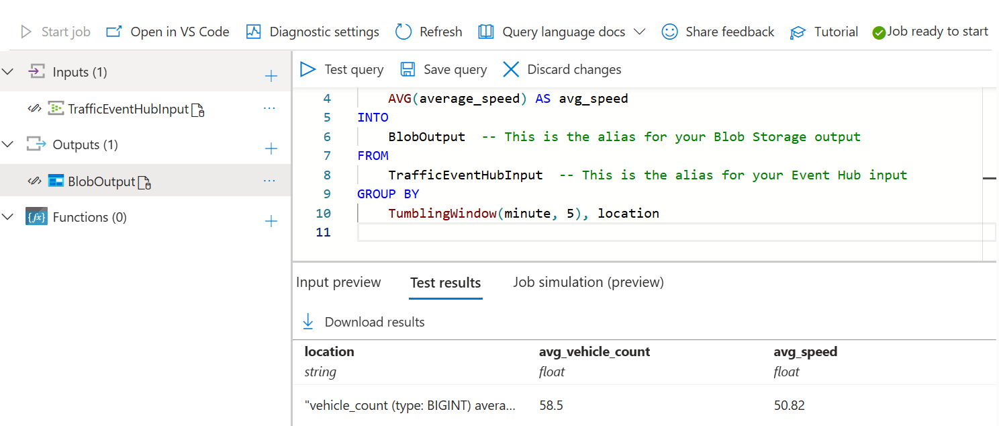 Start job Open in VS Code Diagnostic settings Refresh Query language docs Share feedback Tutorial Job ready to start
Inputs (1)
TrafficEventHubInput
Outputs (1)
BlobOutput
Functions (0)
Test query Save query Discard changes
4 AVG(average_speed) AS avg_speed
5 INTO
6 BlobOutput -- This is the alias for your Blob Storage output
7 FROM
8 TrafficEventHubInput -- This is the alias for your Event Hub input
9 GROUP BY
10 TumblingWindow(minute, 5), location
11
Input preview Test results Job simulation (preview)
Download results
location avg_vehicle_count avg_speed
string float float
"vehicle_count (type: BIGINT) avera... 58.5 50.82